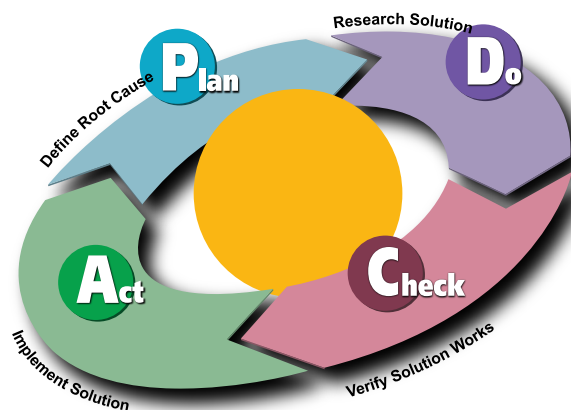 Plan
Define Root Cause
Research Solution
Do
Check
Verify Solution Works
Act
Implement Solution